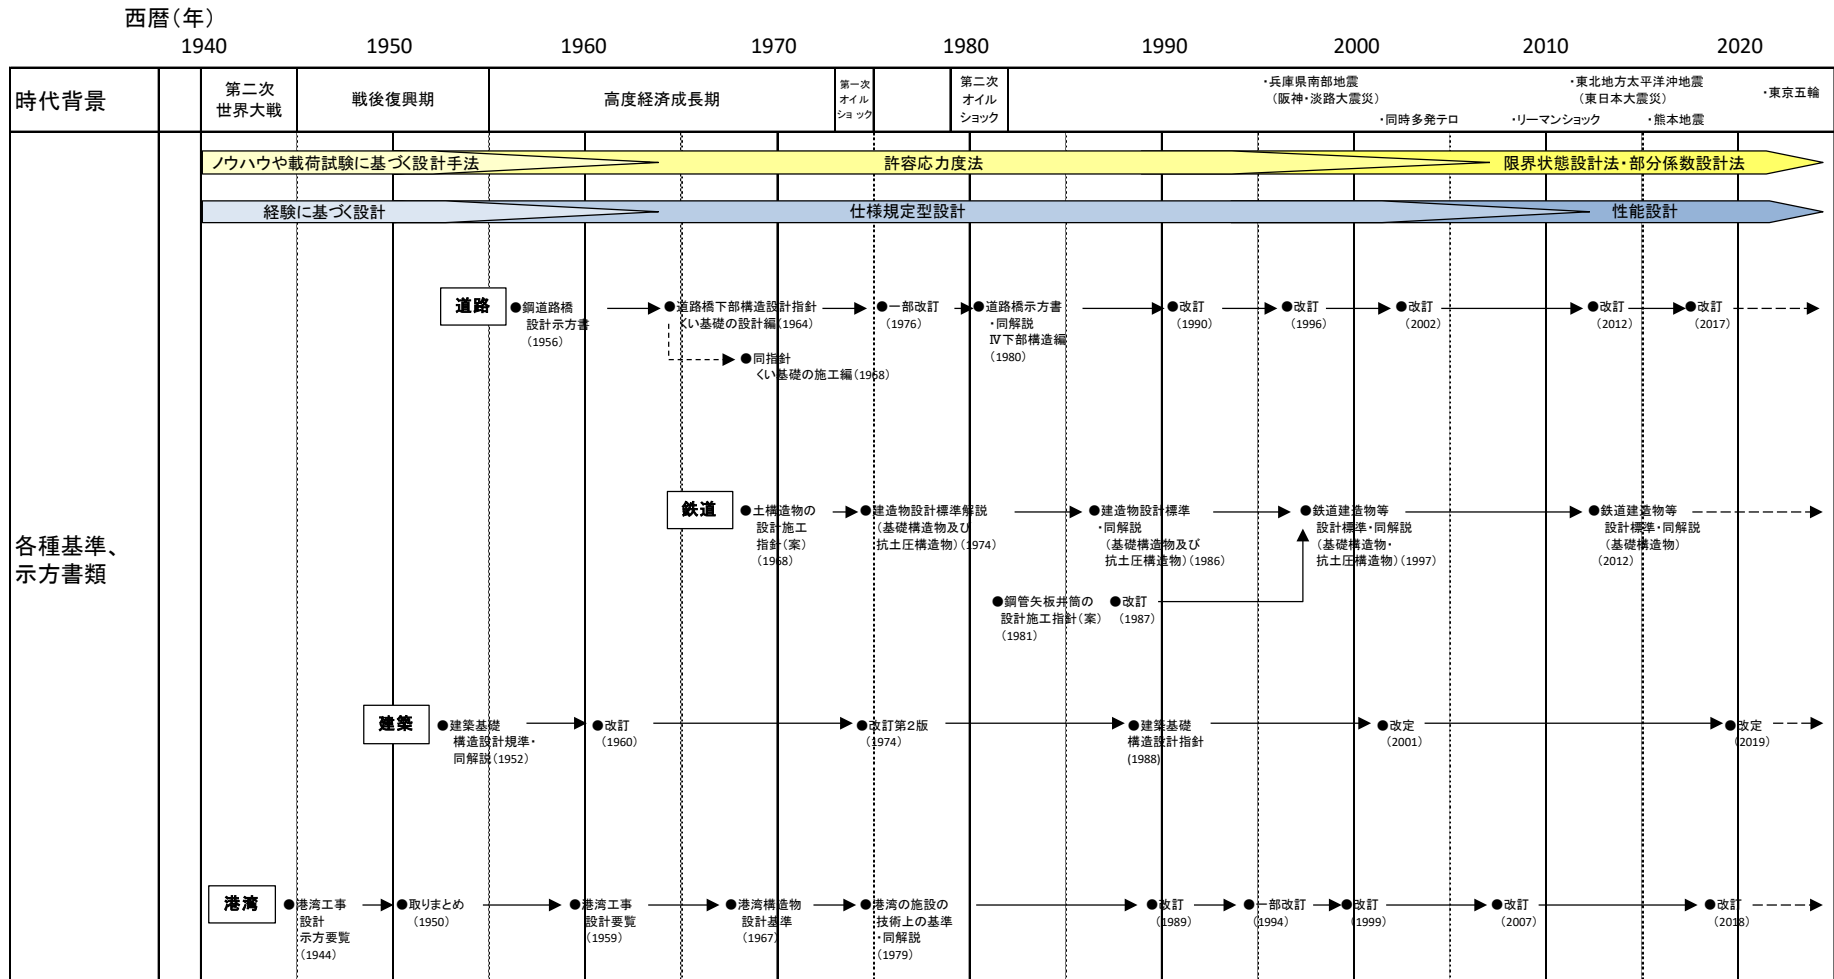 西暦（年）
1940
1950
1960
1970
1980
1990
2000
2010
2020
時代背景
第二次
世界大戦
戦後復興期
高度経済成長期
第一次
オイル
ショック
第二次
オイル
ショック
・兵庫県南部地震
（阪神・淡路大震災）
・同時多発テロ
・東北地方太平洋沖地震
（東日本大震災）
・リーマンショック
・熊本地震
・東京五輪
各種基準、
示方書類
ノウハウや載荷試験に基づく設計手法
許容応力度法
限界状態設計法・部分係数設計法
経験に基づく設計
仕様規定型設計
性能設計
道路
●鋼道路橋
設計示方書
（1956）
●道路橋下部構造設計指針
くい基礎の設計編（1964）
●同指針
くい基礎の施工編（1968）
●一部改訂
（1976）
●道路橋示方書
・同解説
Ⅳ下部構造編
（1980）
●改訂
（1990）
●改訂
（1996）
●改訂
（2002）
●改訂
（2012）
●改訂
（2017）
鉄道
●土構造物の
設計施工
指針（案）
（1968）
●建造物設計標準解説
（基礎構造物及び
抗土圧構造物）（1974）
●建造物設計標準
・同解説
（基礎構造物及び
抗土圧構造物）（1986）
●鉄道建造物等
設計標準・同解説
（基礎構造物・
抗土圧構造物）（1997）
●鉄道建造物等
設計標準・同解説
（基礎構造物）
（2012）
●鋼管矢板井筒の
設計施工指針（案）
（1981）
●改訂
（1987）
建築
●建築基礎
構造設計規準・
同解説（1952）
●改訂
（1960）
●改訂第２版
（1974）
●建築基礎
構造設計指針
(1988)
●改定
（2001）
●改定
（2019）
港湾
●港湾工事
設計
示方要覧
（1944）
●取りまとめ
（1950）
●港湾工事
設計要覧
（1959）
●港湾構造物
設計基準
（1967）
●港湾の施設の
技術上の基準
・同解説
（1979）
●改訂
（1989）
●一部改訂
（1994）
●改訂
（1999）
●改訂
（2007）
●改訂
（2018）